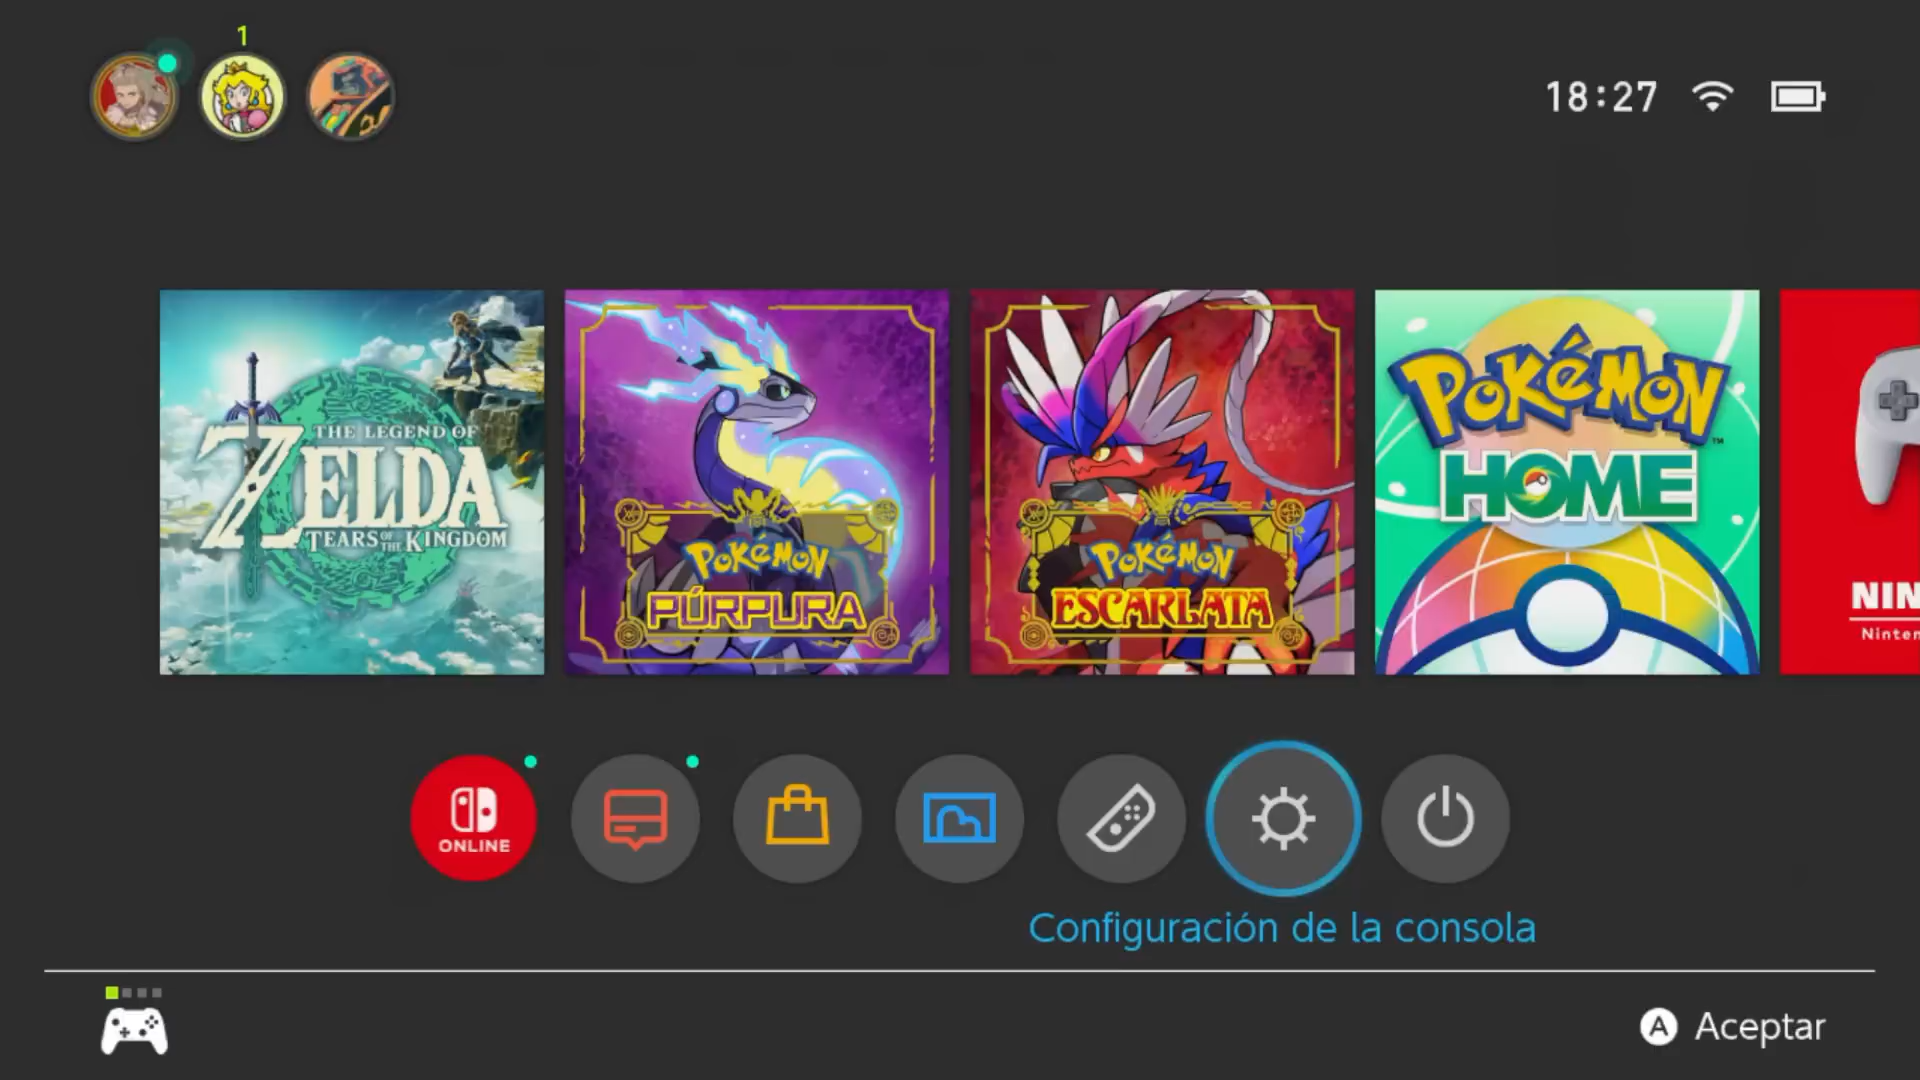 1
18:27
THE LEGEND OF
ZELDA
TEARS OF THE KINGDOM
POKÉMON
PÚRPURA
POKÉMON
ESCARLATA
POKÉMON
HOME
NIN
Ninten
ONLINE
Configuración de la consola
A Aceptar